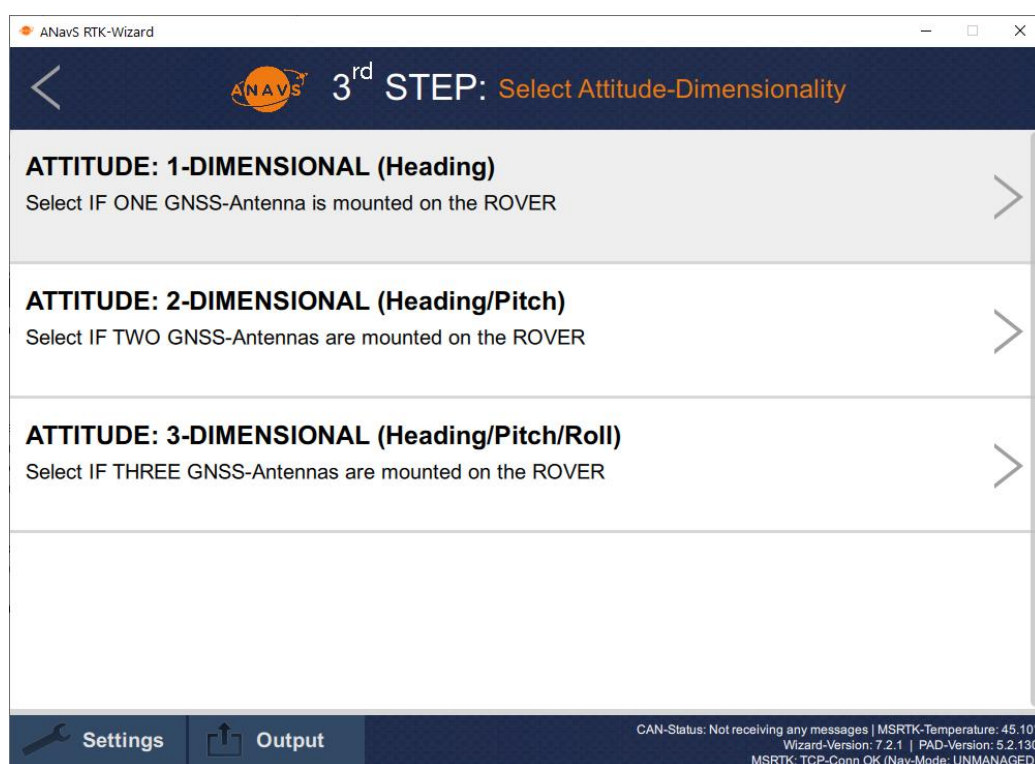 ANavS RTK-Wizard
ANAVS 3rd STEP: Select Attitude-Dimensionality
ATTITUDE: 1-DIMENSIONAL (Heading)
Select IF ONE GNSS-Antenna is mounted on the ROVER
ATTITUDE: 2-DIMENSIONAL (Heading/Pitch)
Select IF TWO GNSS-Antennas are mounted on the ROVER
ATTITUDE: 3-DIMENSIONAL (Heading/Pitch/Roll)
Select IF THREE GNSS-Antennas are mounted on the ROVER
Settings
Output
CAN-Status: Not receiving any messages | MSRTK-Temperature: 45.10
Wizard-Version: 7.2.1 | PAD-Version: 5.2.130
MSRTK: TCP-Conn OK (Nav-Mode: UNMANAGED)